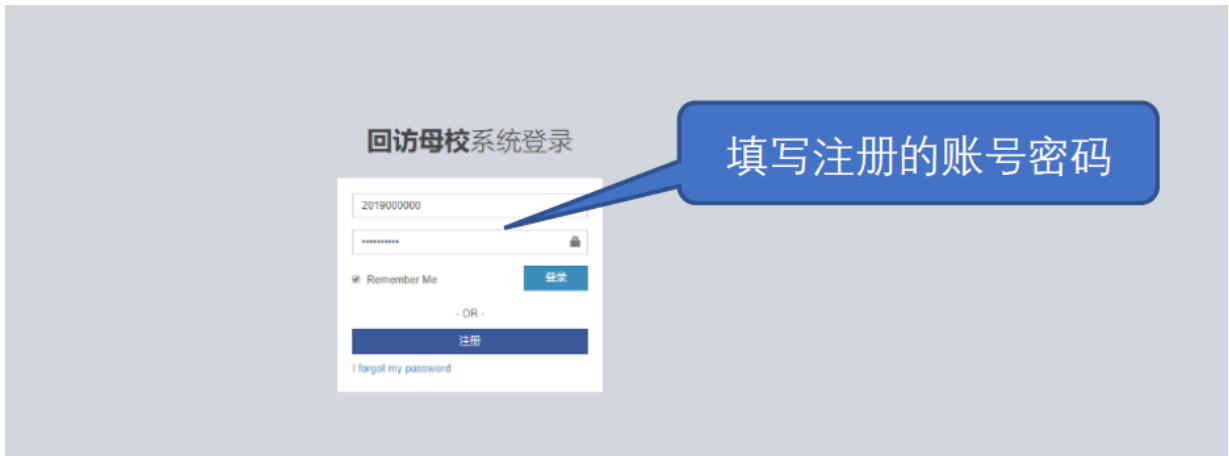 回访母校系统登录
填写注册的账号密码
2019000000
••••••••••
Remember Me
登录
- OR -
注册
I forgot my password